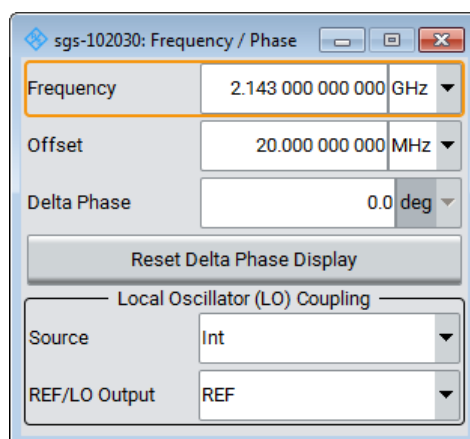 sgs-102030: Frequency / Phase
Frequency 2.143 000 000 000 GHz
Offset 20.000 000 000 MHz
Delta Phase 0.0 deg
Reset Delta Phase Display
Local Oscillator (LO) Coupling
Source Int
REF/LO Output REF